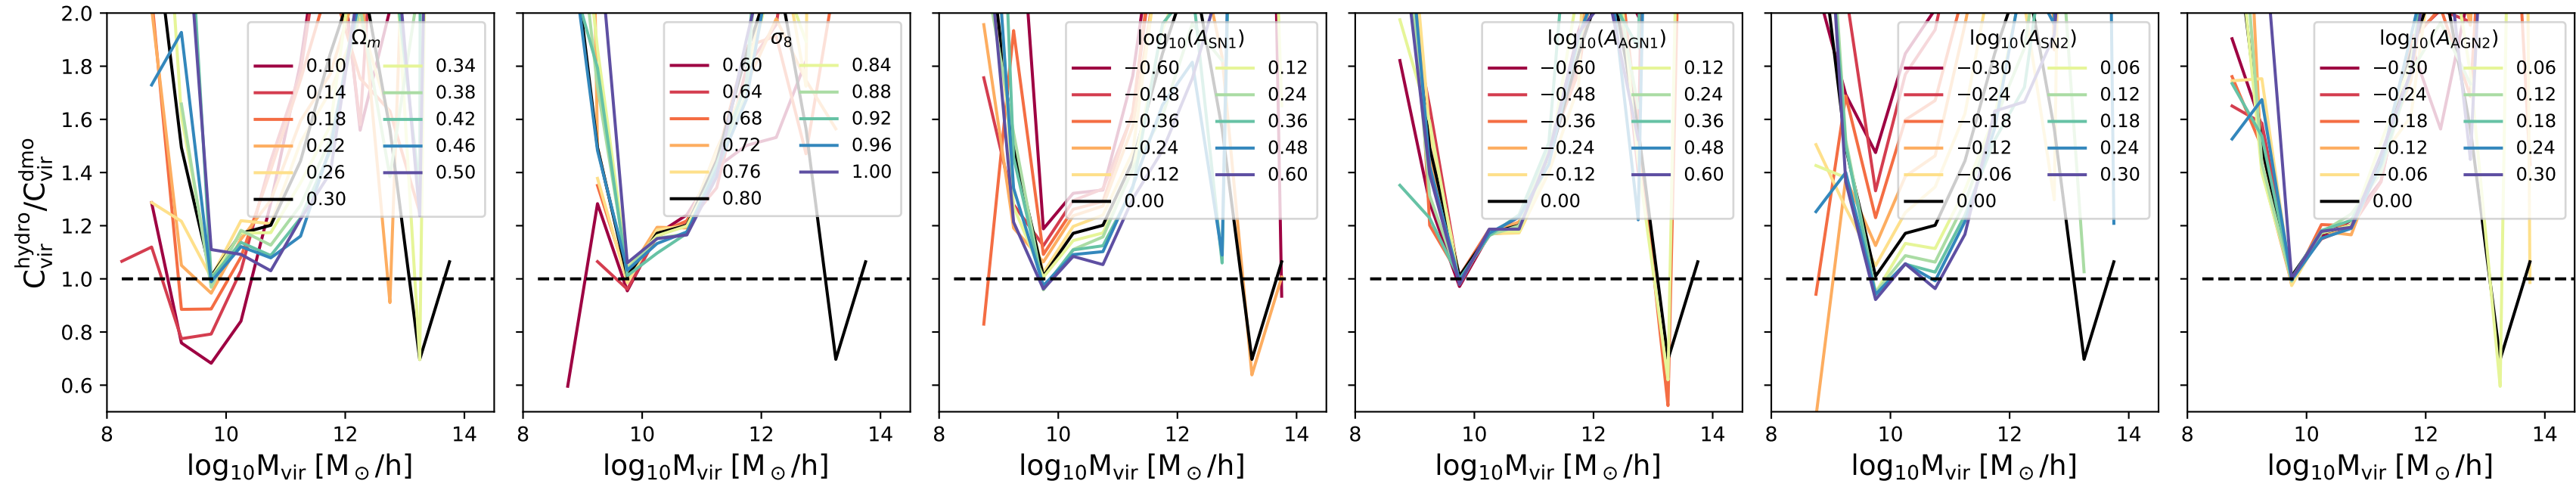 C_vir^hydro/C_vir^dmo
2.0
1.8
1.6
1.4
1.2
1.0
0.8
0.6
Ω_m
0.10 0.34
0.14 0.38
0.18 0.42
0.22 0.46
0.26 0.50
0.30
8 10 12 14
log₁₀M_vir [M_⊙/h]
σ_8
0.60 0.84
0.64 0.88
0.68 0.92
0.72 0.96
0.76 1.00
0.80
8 10 12 14
log₁₀M_vir [M_⊙/h]
log₁₀(A_SN1)
−0.60 0.12
−0.48 0.24
−0.36 0.36
−0.24 0.48
−0.12 0.60
0.00
8 10 12 14
log₁₀M_vir [M_⊙/h]
log₁₀(A_AGN1)
−0.60 0.12
−0.48 0.24
−0.36 0.36
−0.24 0.48
−0.12 0.60
0.00
8 10 12 14
log₁₀M_vir [M_⊙/h]
log₁₀(A_SN2)
−0.30 0.06
−0.24 0.12
−0.18 0.18
−0.12 0.24
−0.06 0.30
0.00
8 10 12 14
log₁₀M_vir [M_⊙/h]
log₁₀(A_AGN2)
−0.30 0.06
−0.24 0.12
−0.18 0.18
−0.12 0.24
−0.06 0.30
0.00
8 10 12 14
log₁₀M_vir [M_⊙/h]